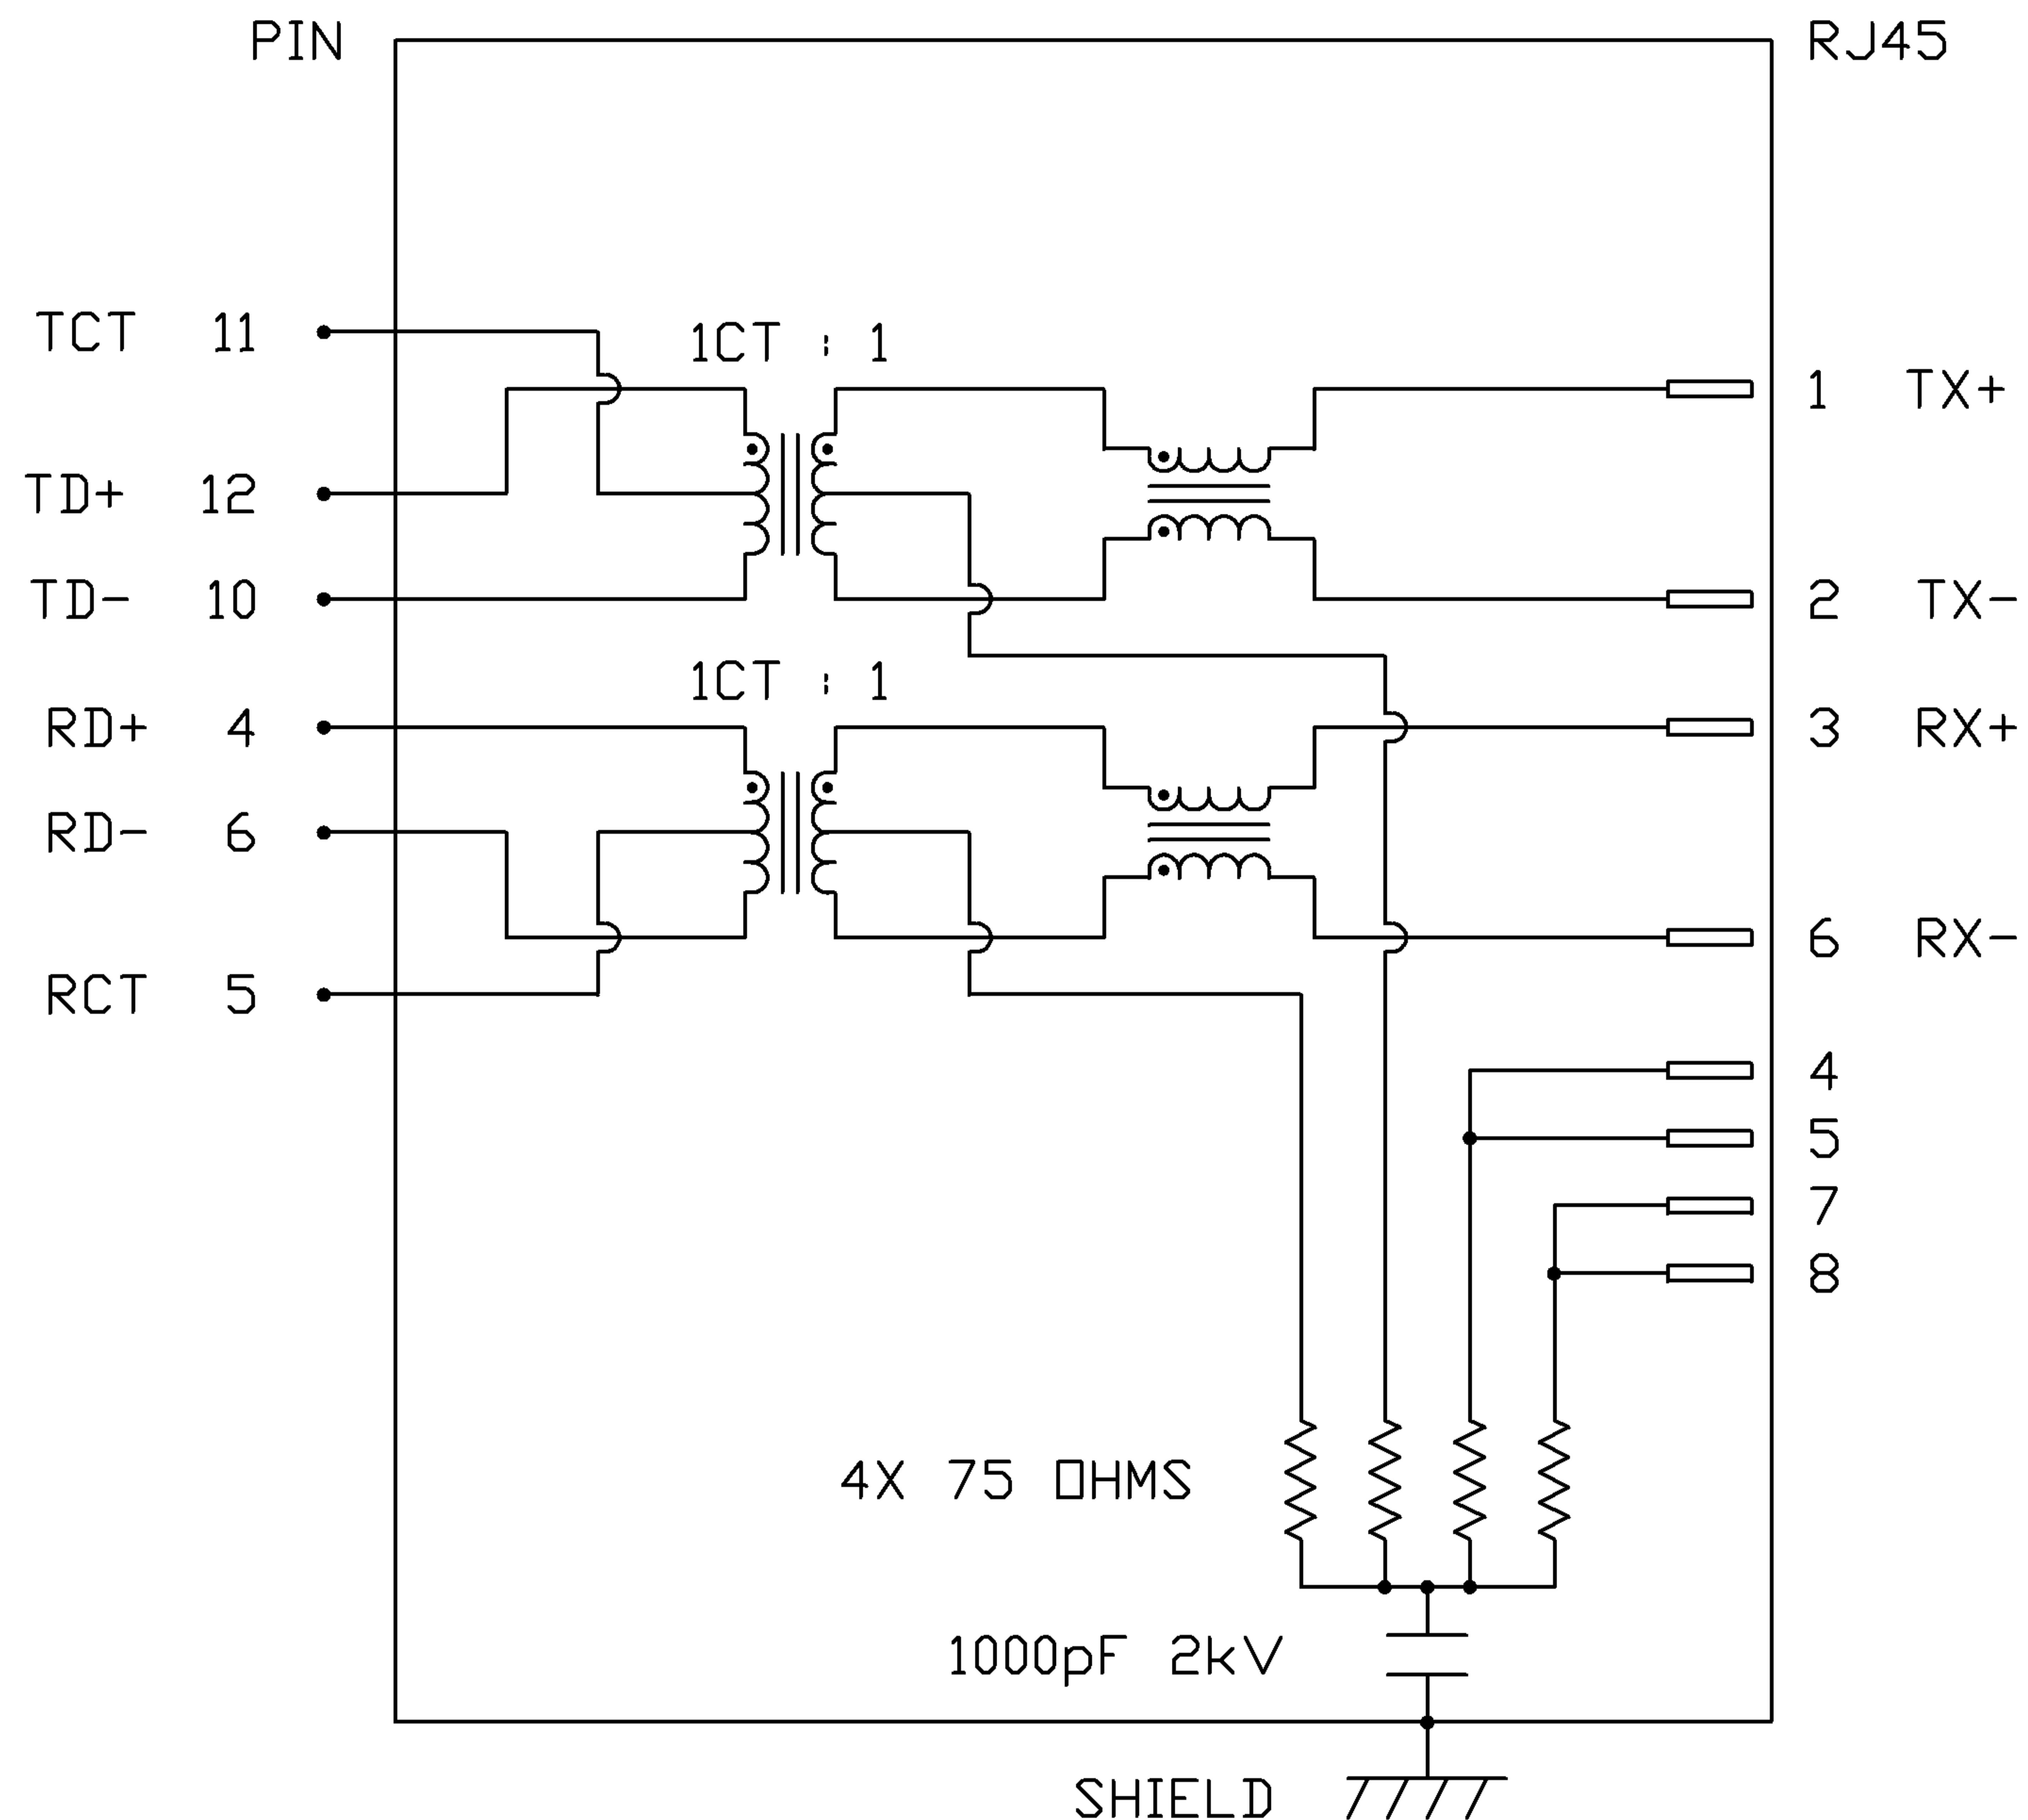 PIN RJ45
TCT 11 1CT : 1
1 TX+
TD+ 12
TD- 10 2 TX-
1CT : 1
RD+ 4 3 RX+
RD- 6
6 RX-
RCT 5
4
5
7
8
4X 75 OHMS
1000pF 2kV
SHIELD